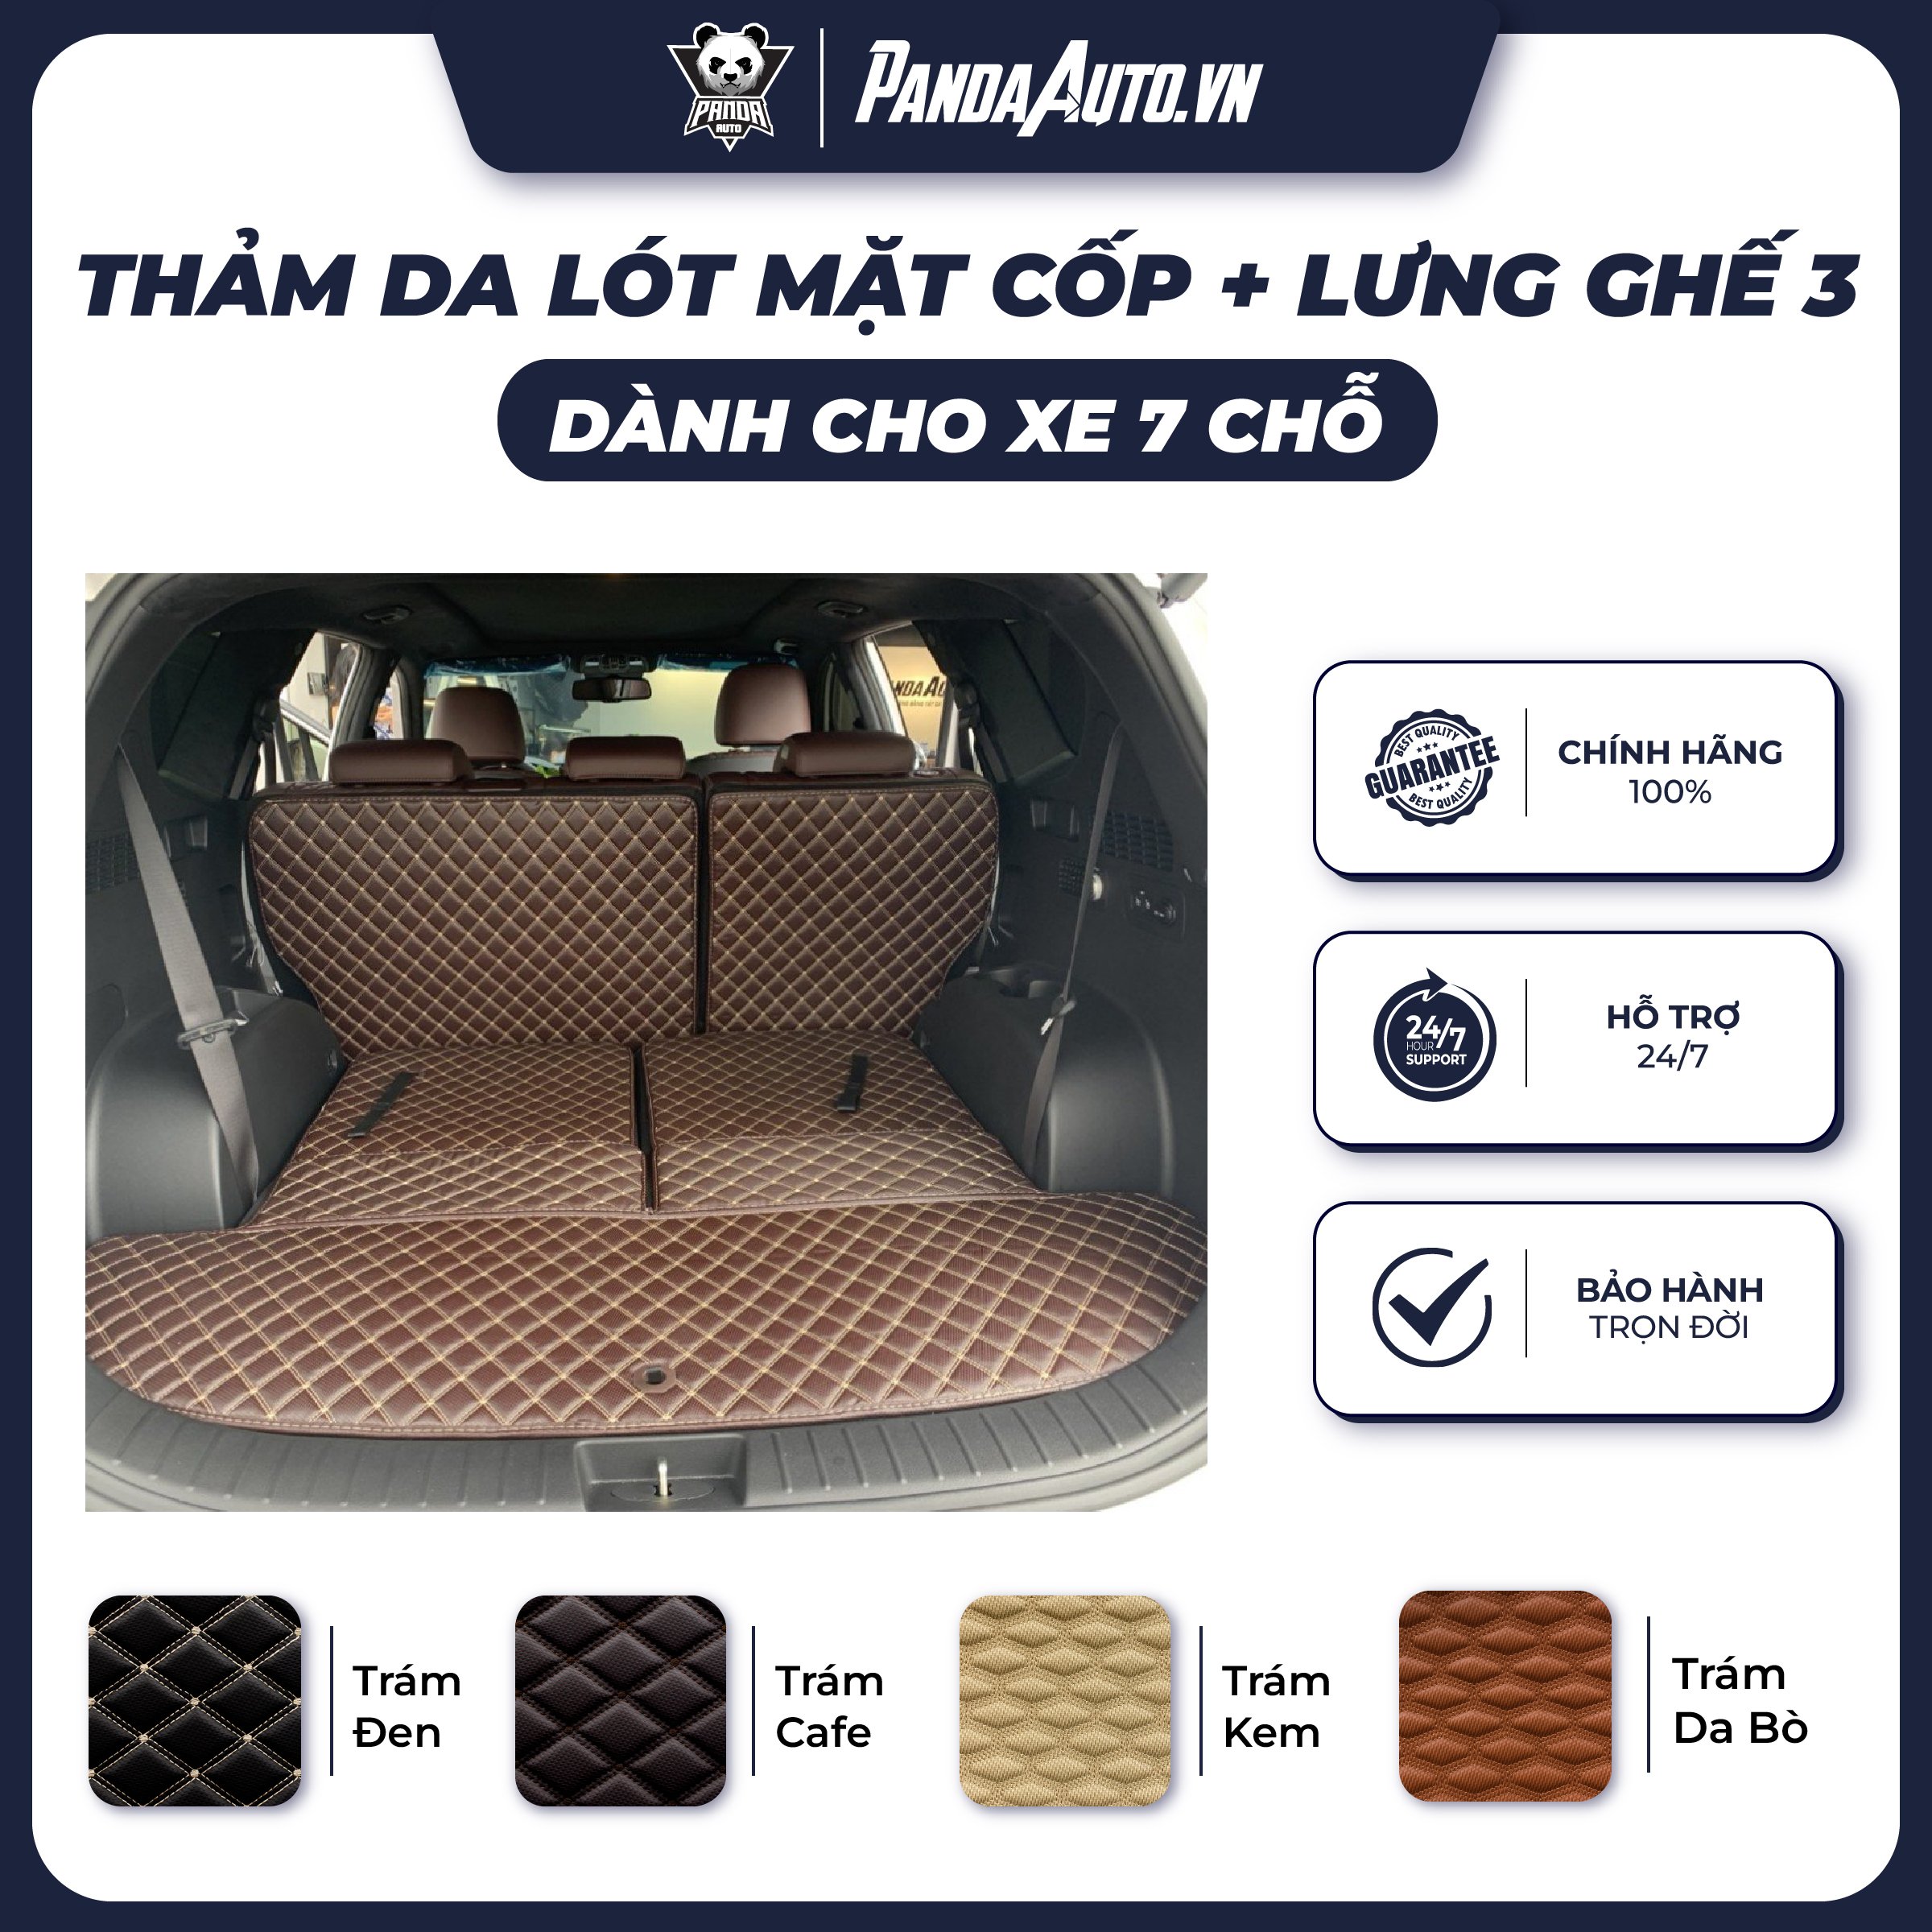 PANDA
AUTO
PANDAAUTO.VN
THẢM DA LÓT MẶT CỐP + LƯNG GHẾ 3
DÀNH CHO XE 7 CHỖ
BEST QUALITY
GUARANTEE
BEST QUALITY
CHÍNH HÃNG
100%
24/7
HOUR
SUPPORT
HỖ TRỢ
24/7
BẢO HÀNH
TRỌN ĐỜI
Trám
Đen
Trám
Cafe
Trám
Kem
Trám
Da Bò